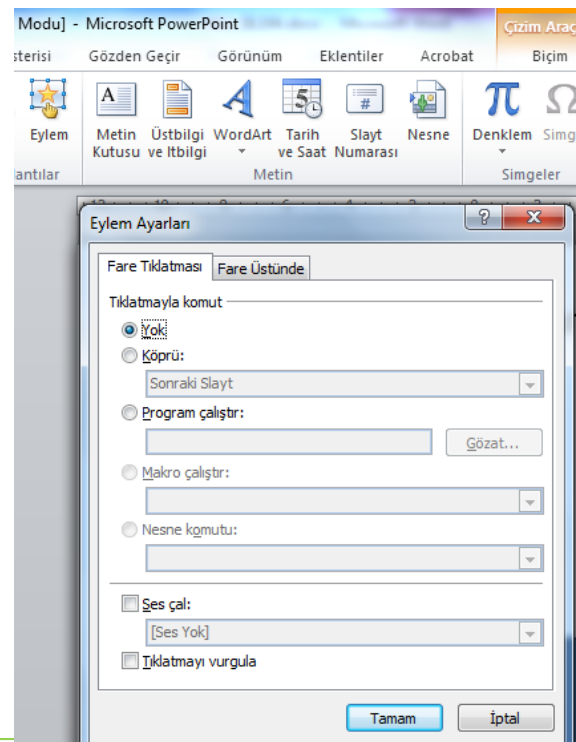 Modu] - Microsoft PowerPoint
Çizim Araç
sterisi Gözden Geçir Görünüm Eklentiler Acrobat Biçim
Eylem Metin Kutusu Üstbilgi ve ltbilgi WordArt Tarih ve Saat Slayt Numarası Nesne Denklem Simg
lantılar Metin Simgeler
Eylem Ayarları
Fare Tıklatması Fare Üstünde
Tıklatmayla komut
Yok
Köprü:
Sonraki Slayt
Program çalıştır:
Gözat...
Makro çalıştır:
Nesne komutu:
Ses çal:
[Ses Yok]
Tıklatmayı vurgula
Tamam İptal